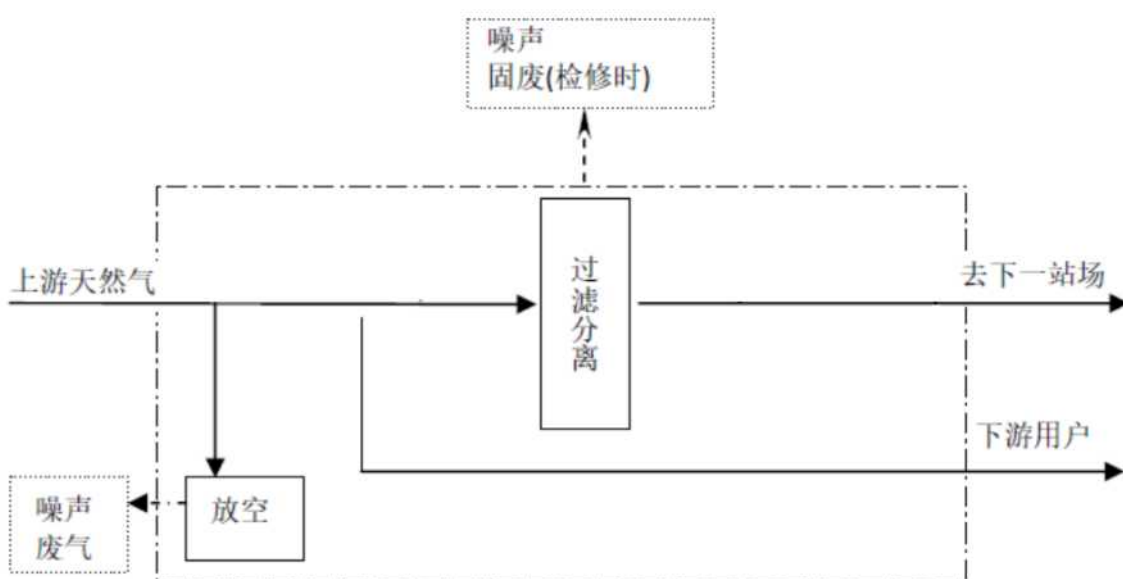 噪声
固废(检修时)
上游天然气
过滤分离
去下一站场
下游用户
放空
噪声
废气